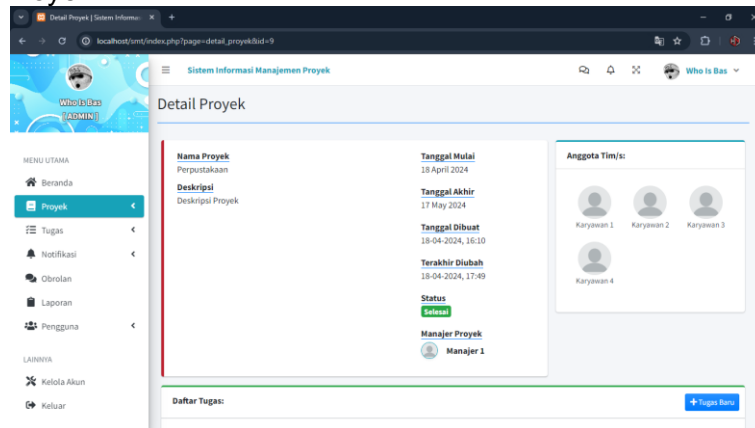 Detail Proyek | Sistem Informa
localhost/smt/index.php?page=detail_proyek&id=9
Who Is Bas
[ADMIN]
MENU UTAMA
Beranda
Proyek
Tugas
Notifikasi
Obrolan
Laporan
Pengguna
LAINNYA
Kelola Akun
Keluar
Sistem Informasi Manajemen Proyek
Who Is Bas
Detail Proyek
Nama Proyek
Perpustakaan
Deskripsi
Deskripsi Proyek
Tanggal Mulai
18 April 2024
Tanggal Akhir
17 May 2024
Tanggal Dibuat
18-04-2024, 16:10
Terakhir Diubah
18-04-2024, 17:49
Status
Selesai
Manajer Proyek
Manajer 1
Anggota Tim/s:
Karyawan 1 Karyawan 2 Karyawan 3
Karyawan 4
Daftar Tugas:
+ Tugas Baru